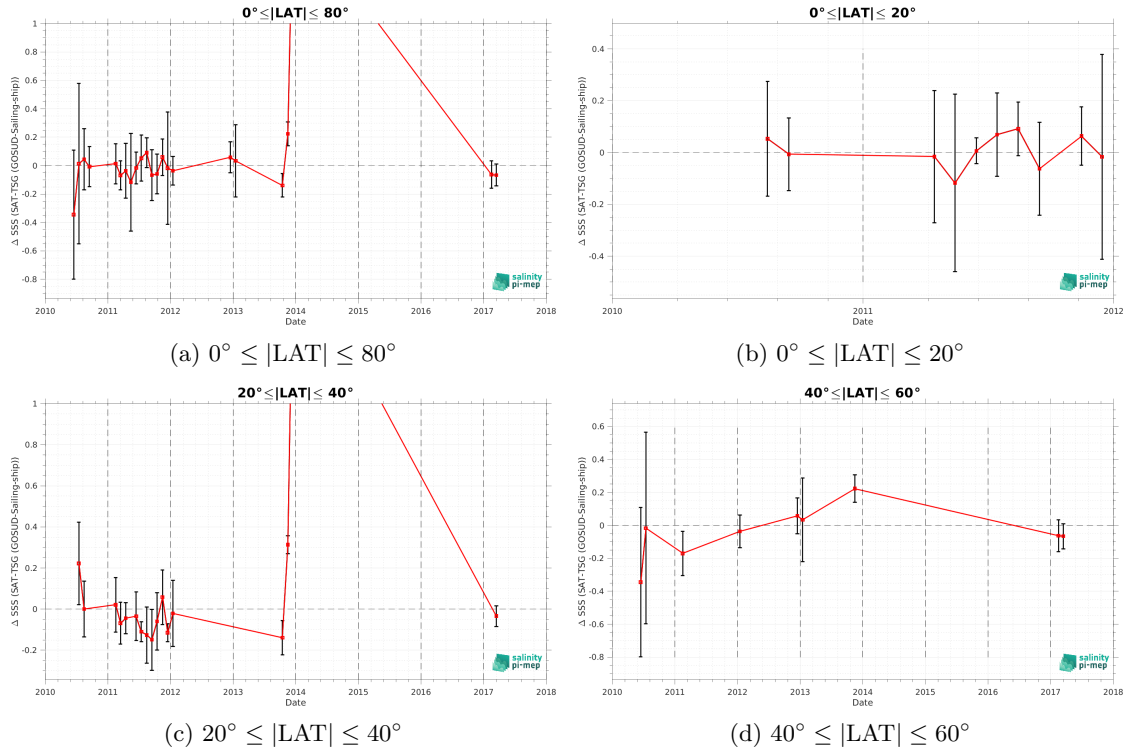 0°≤|LAT|≤ 80°
Δ SSS (SAT-TSG (GOSUD-Sailing-ship))
1
0.8
0.6
0.4
0.2
0
-0.2
-0.4
-0.6
-0.8
2010 2011 2012 2013 2014 2015 2016 2017 2018
Date
salinity
pi-mep
(a) 0° ≤ |LAT| ≤ 80°
0°≤|LAT|≤ 20°
Δ SSS (SAT-TSG (GOSUD-Sailing-ship))
0.4
0.2
0
-0.2
-0.4
2010 2011 2012
Date
salinity
pi-mep
(b) 0° ≤ |LAT| ≤ 20°
20°≤|LAT|≤ 40°
Δ SSS (SAT-TSG (GOSUD-Sailing-ship))
1
0.8
0.6
0.4
0.2
0
-0.2
2010 2011 2012 2013 2014 2015 2016 2017 2018
Date
salinity
pi-mep
(c) 20° ≤ |LAT| ≤ 40°
40°≤|LAT|≤ 60°
Δ SSS (SAT-TSG (GOSUD-Sailing-ship))
0.6
0.4
0.2
0
-0.2
-0.4
-0.6
-0.8
2010 2011 2012 2013 2014 2015 2016 2017 2018
Date
salinity
pi-mep
(d) 40° ≤ |LAT| ≤ 60°